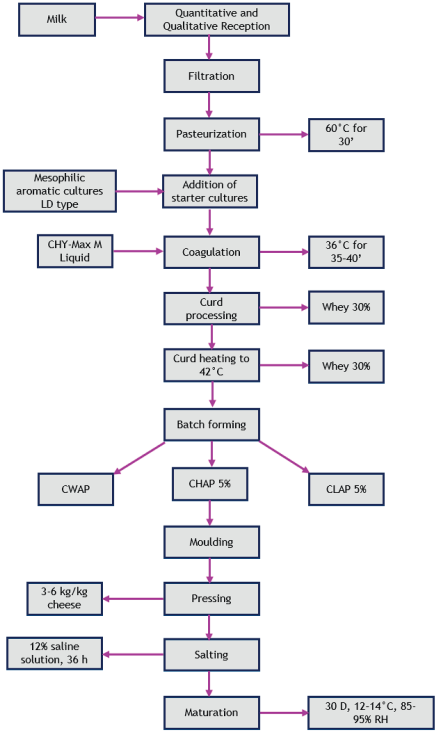 Milk
Quantitative and
Qualitative Reception
Filtration
Pasteurization
60°C for
30’
Mesophilic
aromatic cultures
LD type
Addition of
starter cultures
CHY-Max M
Liquid
Coagulation
36°C for
35-40’
Curd
processing
Whey 30%
Curd heating to
42°C
Whey 30%
Batch forming
CWAP
CHAP 5%
CLAP 5%
Moulding
3-6 kg/kg
cheese
Pressing
12% saline
solution, 36 h
Salting
Maturation
30 D, 12-14°C, 85-
95% RH